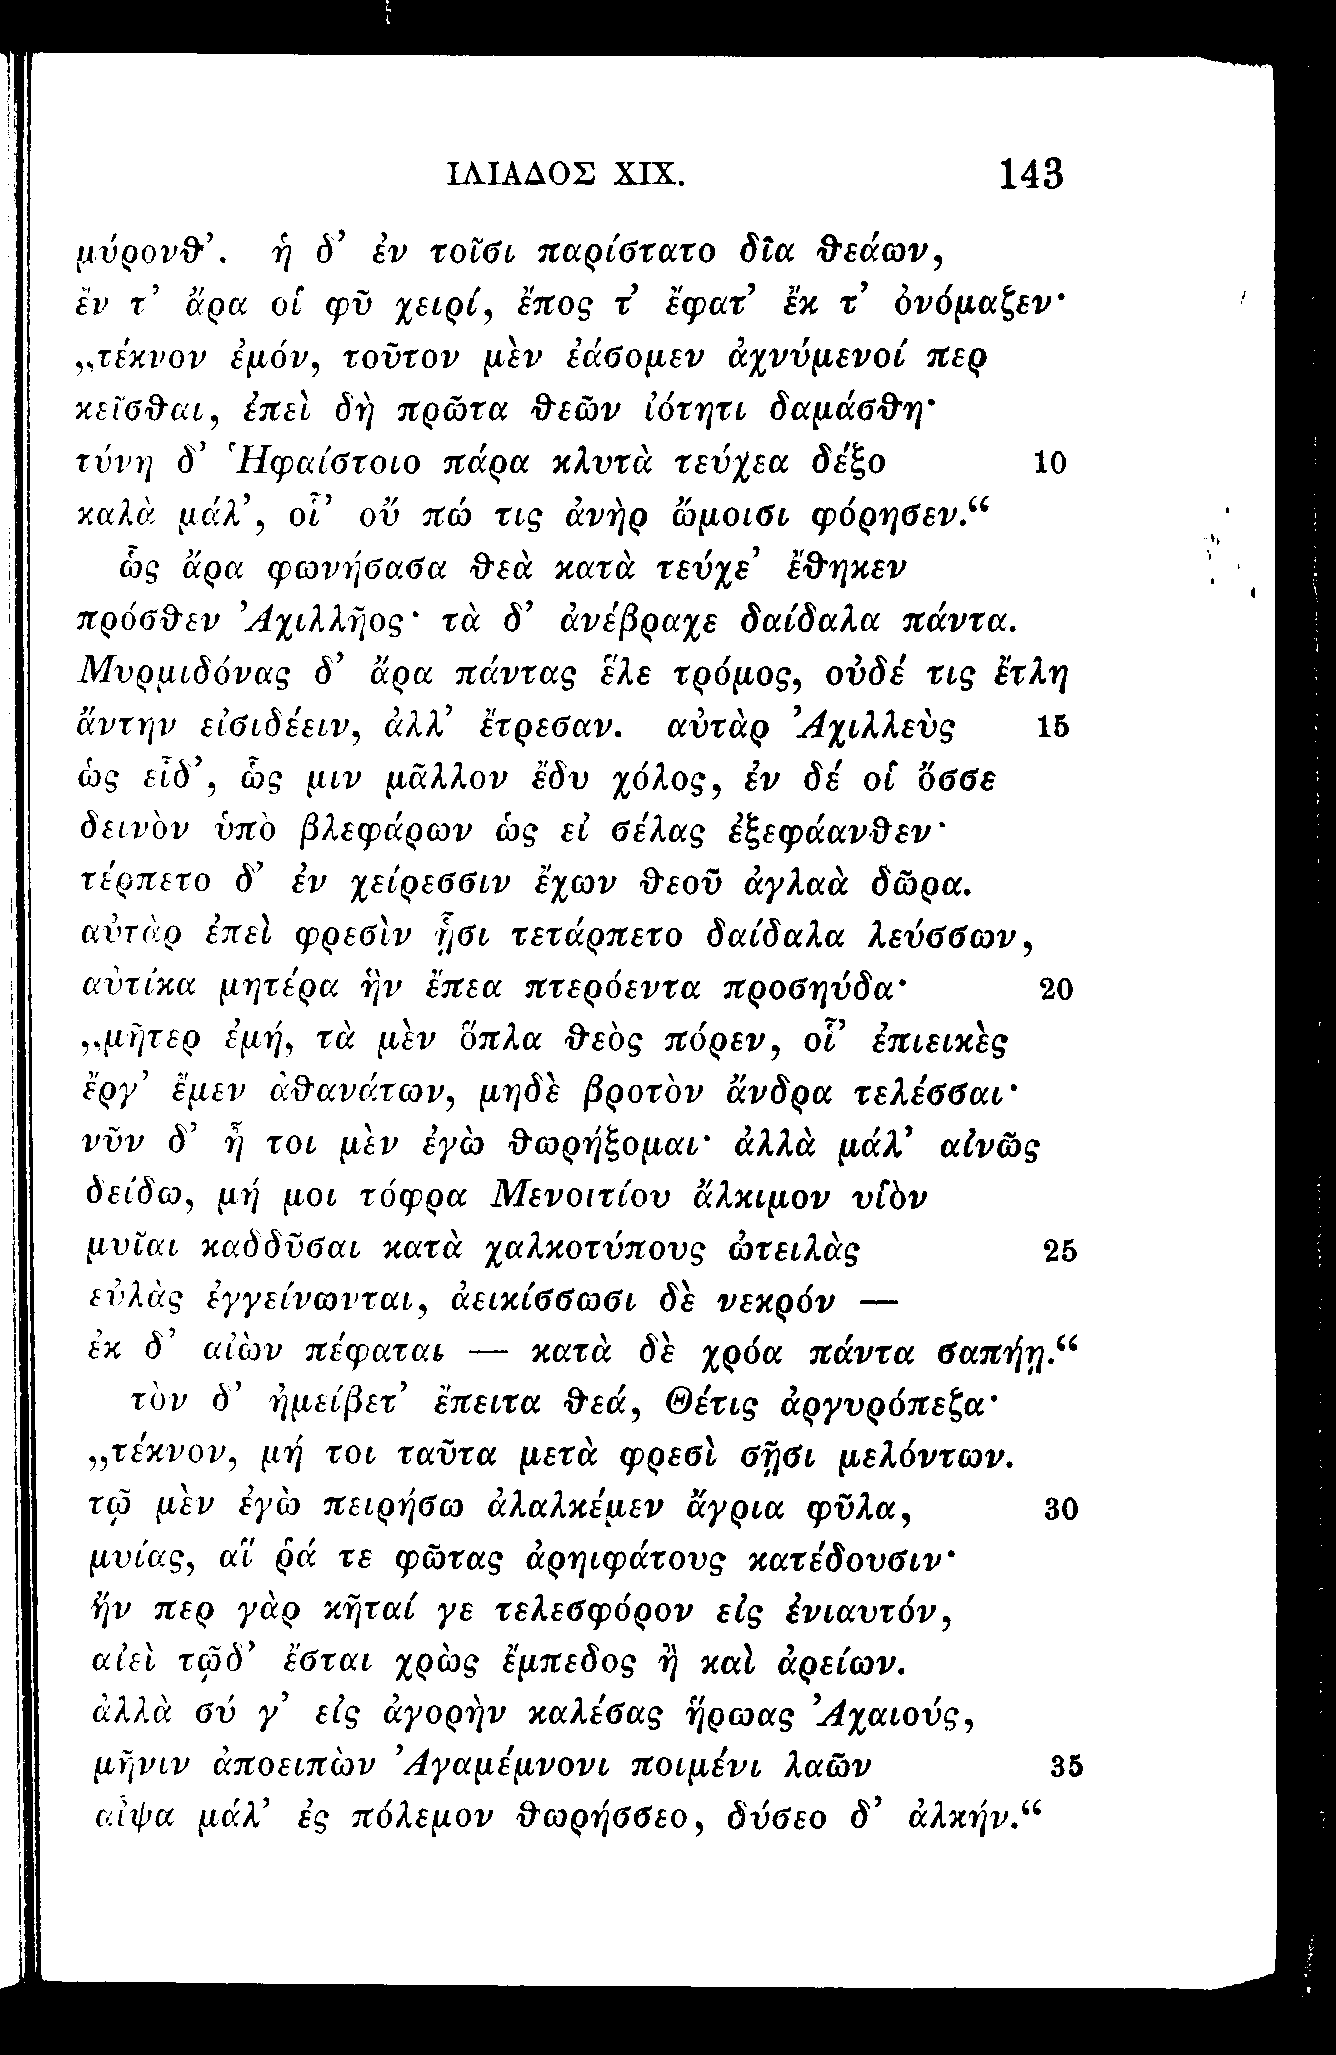 ΙΛΙΑΔΟΣ XIX. 143
μύρονθ’. ἡ δ’ ἐν τοῖσι παρίστατο δῖα θεάων,
ἔν τ’ ἄρα οἱ φῦ χειρί, ἔπος τ’ ἔφατ’ ἔκ τ’ ὀνόμαζεν·
„τέκνον ἐμόν, τοῦτον μὲν ἐάσομεν ἀχνύμενοί περ
κεῖσθαι, ἐπεὶ δὴ πρῶτα θεῶν ἰότητι δαμάσθη·
τύνη δ’ Ἡφαίστοιο πάρα κλυτὰ τεύχεα δέξο 10
καλὰ μάλ’, οἷ’ οὔ πώ τις ἀνὴρ ὤμοισι φόρησεν.“
ὣς ἄρα φωνήσασα θεὰ κατὰ τεύχε’ ἔθηκεν
πρόσθεν Ἀχιλλῆος· τὰ δ’ ἀνέβραχε δαίδαλα πάντα.
Μυρμιδόνας δ’ ἄρα πάντας ἕλε τρόμος, οὐδέ τις ἔτλη
ἄντην εἰσιδέειν, ἀλλ’ ἔτρεσαν. αὐτὰρ Ἀχιλλεὺς 15
ὡς εἶδ’, ὥς μιν μᾶλλον ἔδυ χόλος, ἐν δέ οἱ ὄσσε
δεινὸν ὑπὸ βλεφάρων ὡς εἰ σέλας ἐξεφάανθεν·
τέρπετο δ’ ἐν χείρεσσιν ἔχων θεοῦ ἀγλαὰ δῶρα.
αὐτὰρ ἐπεὶ φρεσὶν ᾗσι τετάρπετο δαίδαλα λεύσσων,
αὐτίκα μητέρα ἣν ἔπεα πτερόεντα προσηύδα· 20
„μῆτερ ἐμή, τὰ μὲν ὅπλα θεὸς πόρεν, οἷ’ ἐπιεικὲς
ἔργ’ ἔμεν ἀθανάτων, μηδὲ βροτὸν ἄνδρα τελέσσαι·
νῦν δ’ ἦ τοι μὲν ἐγὼ θωρήξομαι· ἀλλὰ μάλ’ αἰνῶς
δείδω, μή μοι τόφρα Μενοιτίου ἄλκιμον υἱὸν
μυῖαι καδδῦσαι κατὰ χαλκοτύπους ὠτειλὰς 25
εὐλὰς ἐγγείνωνται, ἀεικίσσωσι δὲ νεκρόν —
ἐκ δ’ αἰὼν πέφαται — κατὰ δὲ χρόα πάντα σαπήῃ.“
τὸν δ’ ἠμείβετ’ ἔπειτα θεά, Θέτις ἀργυρόπεζα·
„τέκνον, μή τοι ταῦτα μετὰ φρεσὶ σῇσι μελόντων.
τῷ μὲν ἐγὼ πειρήσω ἀλαλκέμεν ἄγρια φῦλα, 30
μυίας, αἵ ῥά τε φῶτας ἀρηιφάτους κατέδουσιν·
ἤν περ γὰρ κῆταί γε τελεσφόρον εἰς ἐνιαυτόν,
αἰεὶ τῷδ’ ἔσται χρὼς ἔμπεδος ἢ καὶ ἀρείων.
ἀλλὰ σύ γ’ εἰς ἀγορὴν καλέσας ἥρωας Ἀχαιούς,
μῆνιν ἀποειπὼν Ἀγαμέμνονι ποιμένι λαῶν 35
αἶψα μάλ’ ἐς πόλεμον θωρήσσεο, δύσεο δ’ ἀλκήν.“